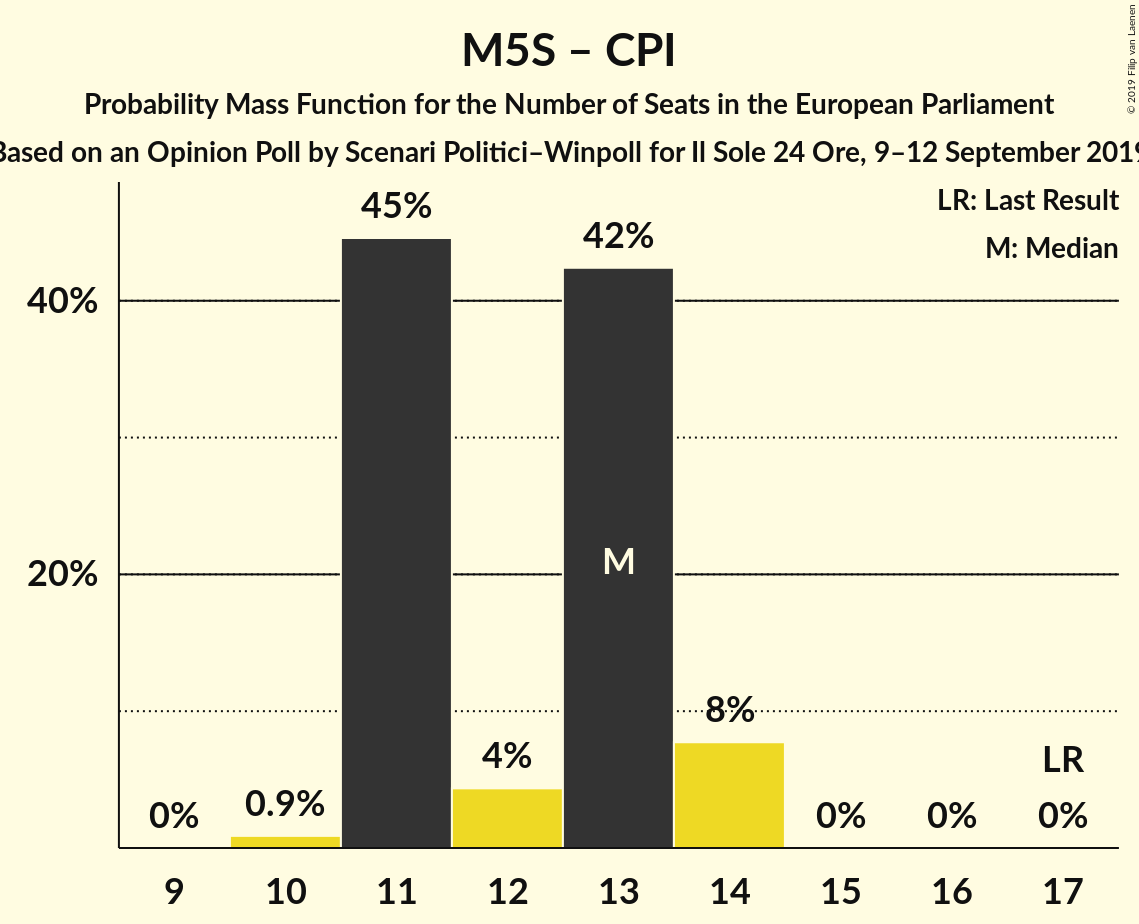 M5S – CPI
Probability Mass Function for the Number of Seats in the European Parliament
Based on an Opinion Poll by Scenari Politici–Winpoll for Il Sole 24 Ore, 9–12 September 2019
© 2019 Filip van Laenen
LR: Last Result
M: Median
45%
42%
40%
M
20%
8%
4%
LR
0%
0.9%
0%
0%
0%
9 10 11 12 13 14 15 16 17